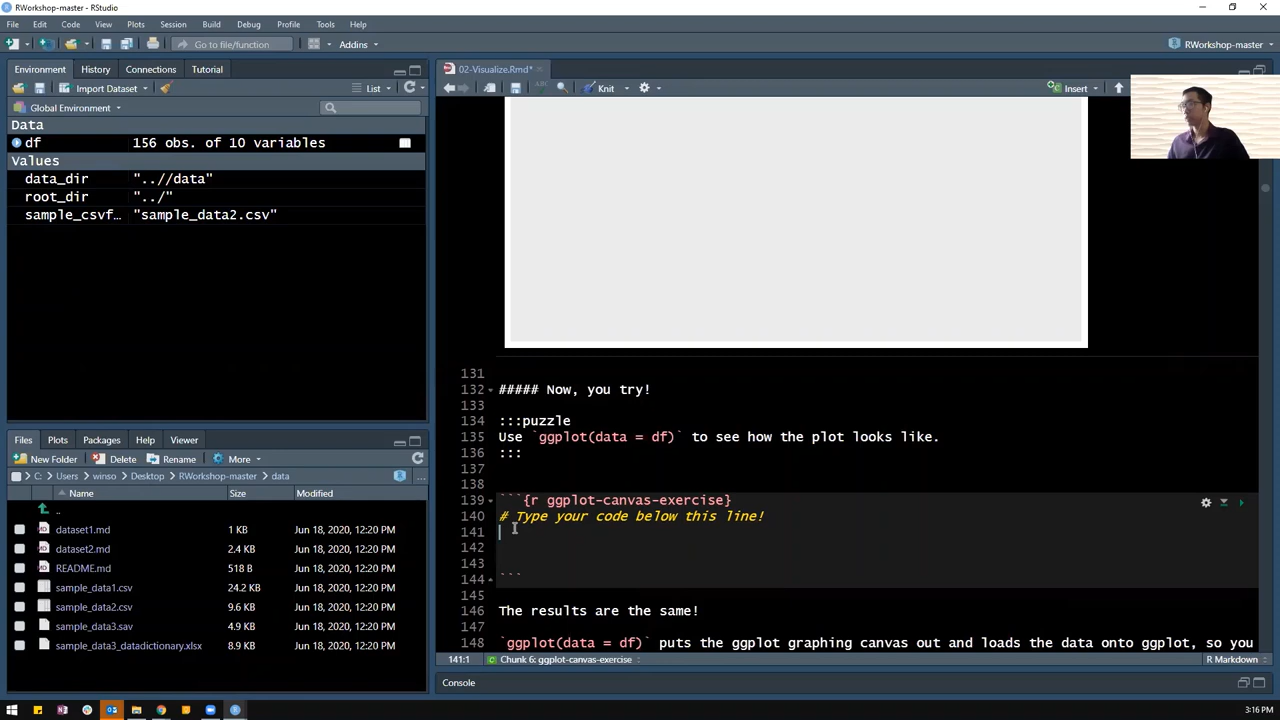 RWorkshop-master - RStudio
File Edit Code View Plots Session Build Debug Profile Tools Help
Go to file/function Addins RWorkshop-master
Environment History Connections Tutorial
Import Dataset List
Global Environment
Data
df 156 obs. of 10 variables
Values
data_dir "..//data"
root_dir "../"
sample_csvf… "sample_data2.csv"
Files Plots Packages Help Viewer
New Folder Delete Rename More
C: Users winso Desktop RWorkshop-master data
Name Size Modified
..
dataset1.md 1 KB Jun 18, 2020, 12:20 PM
dataset2.md 2.4 KB Jun 18, 2020, 12:20 PM
README.md 518 B Jun 18, 2020, 12:20 PM
sample_data1.csv 24.2 KB Jun 18, 2020, 12:20 PM
sample_data2.csv 9.6 KB Jun 18, 2020, 12:20 PM
sample_data3.sav 4.9 KB Jun 18, 2020, 12:20 PM
sample_data3_datadictionary.xlsx 8.9 KB Jun 18, 2020, 12:20 PM
02-Visualize.Rmd*
Knit Insert
131
132 ##### Now, you try!
133
134 :::puzzle
135 Use `ggplot(data = df)` to see how the plot looks like.
136 :::
137
138
139 ```{r ggplot-canvas-exercise}
140 # Type your code below this line!
141
142
143
144 ```
145
146 The results are the same!
147
148 `ggplot(data = df)` puts the ggplot graphing canvas out and loads the data onto ggplot, so you
141:1 Chunk 6: ggplot-canvas-exercise R Markdown
Console
3:16 PM